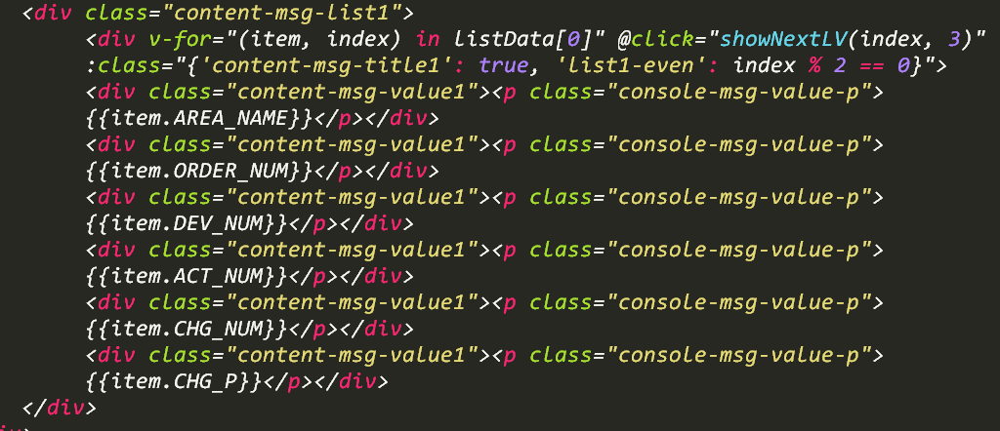 <div class="content-msg-list1">
<div v-for="(item, index) in listData[0]" @click="showNextLV(index, 3)"
:class="{'content-msg-title1': true, 'list1-even': index % 2 == 0}">
<div class="content-msg-value1"><p class="console-msg-value-p">
{{item.AREA_NAME}}</p></div>
<div class="content-msg-value1"><p class="console-msg-value-p">
{{item.ORDER_NUM}}</p></div>
<div class="content-msg-value1"><p class="console-msg-value-p">
{{item.DEV_NUM}}</p></div>
<div class="content-msg-value1"><p class="console-msg-value-p">
{{item.ACT_NUM}}</p></div>
<div class="content-msg-value1"><p class="console-msg-value-p">
{{item.CHG_NUM}}</p></div>
<div class="content-msg-value1"><p class="console-msg-value-p">
{{item.CHG_P}}</p></div>
</div>